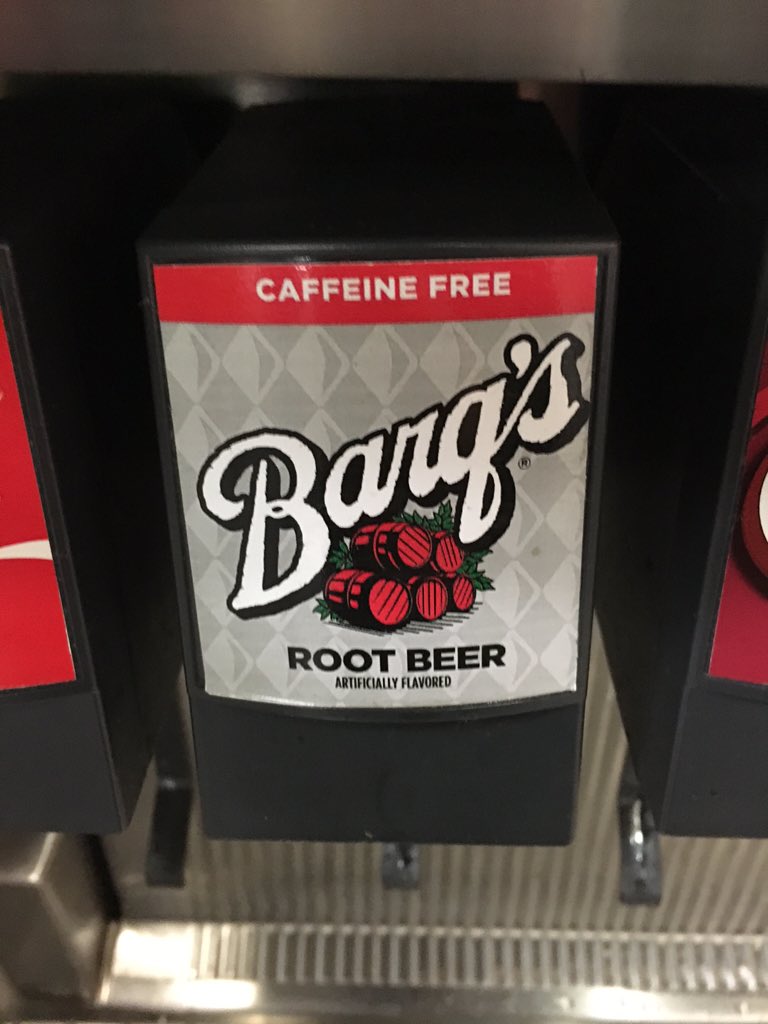 CAFFEINE FREE
Barq's®
ROOT BEER
ARTIFICIALLY FLAVORED